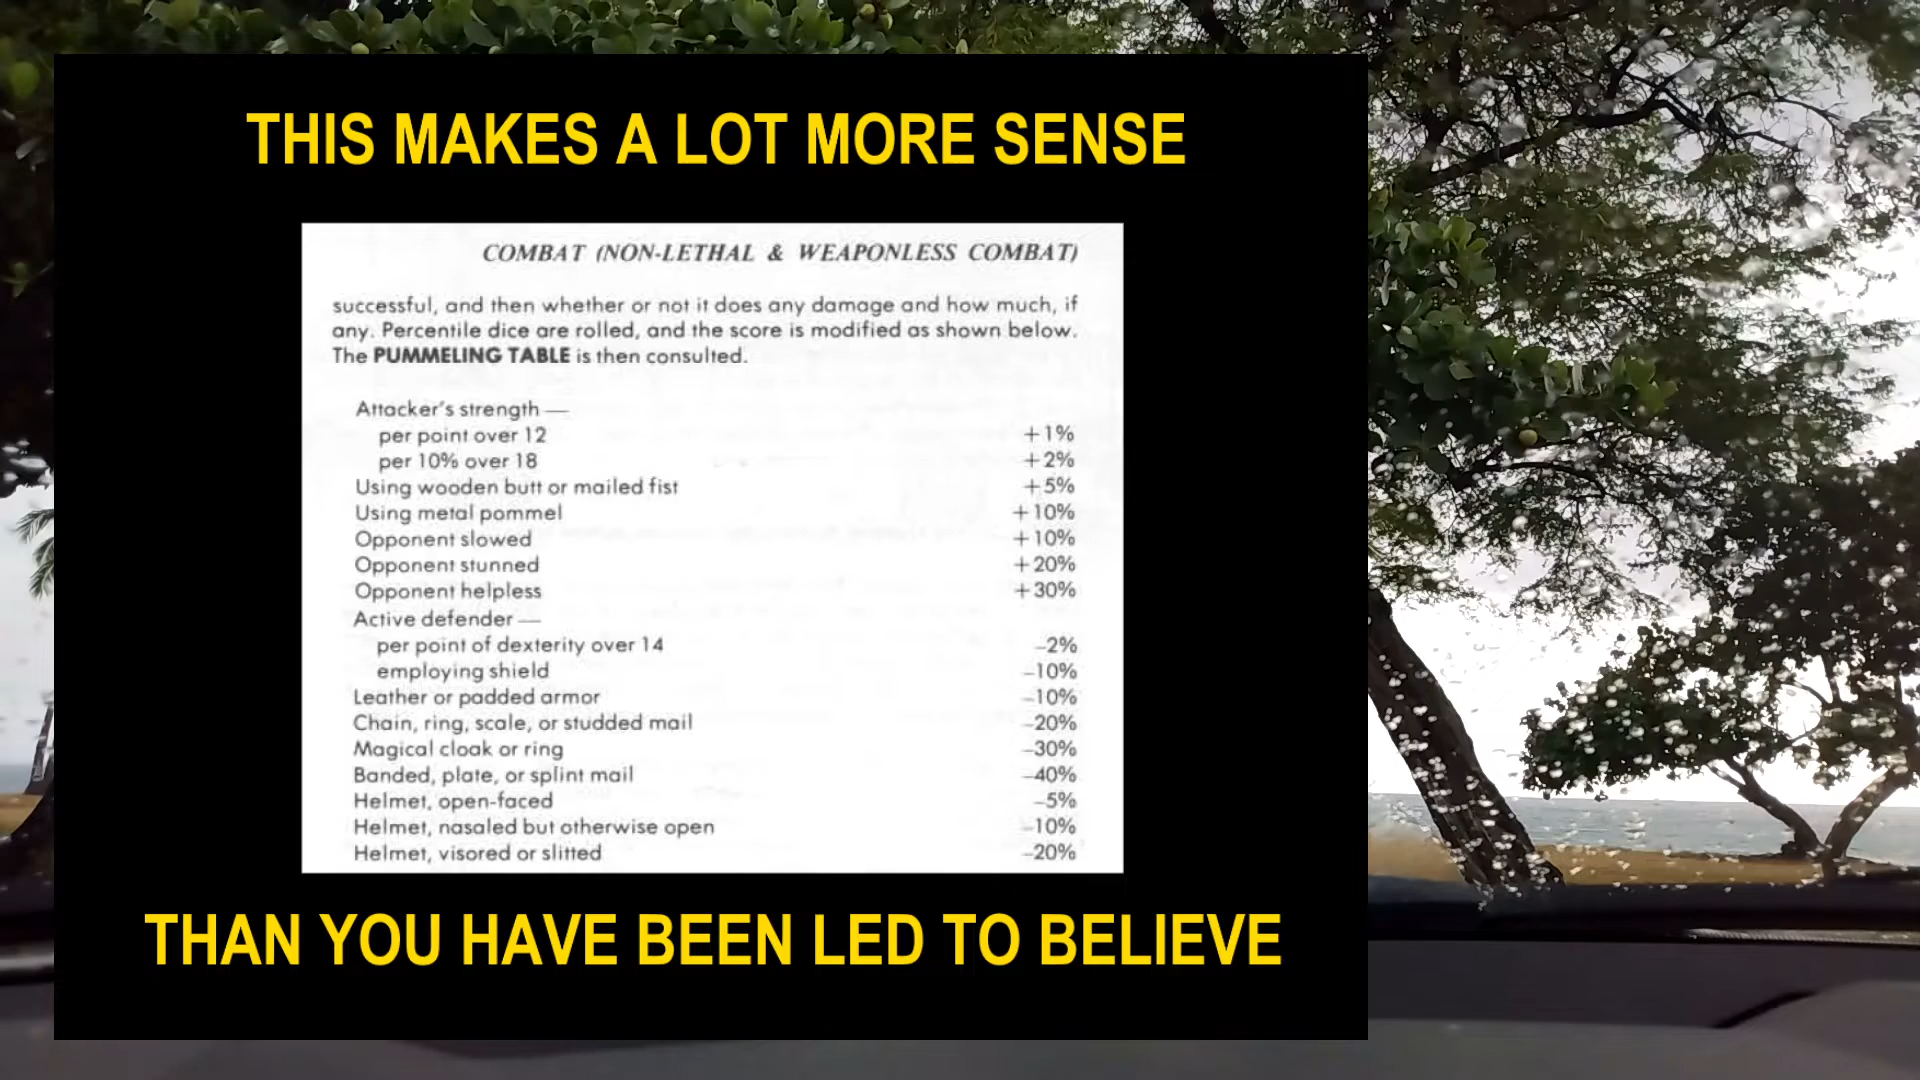 THIS MAKES A LOT MORE SENSE
COMBAT (NON-LETHAL & WEAPONLESS COMBAT)
successful, and then whether or not it does any damage and how much, if
any. Percentile dice are rolled, and the score is modified as shown below.
The PUMMELING TABLE is then consulted.
Attacker's strength —
per point over 12 +1%
per 10% over 18 +2%
Using wooden butt or mailed fist +5%
Using metal pommel +10%
Opponent slowed +10%
Opponent stunned +20%
Opponent helpless +30%
Active defender —
per point of dexterity over 14 –2%
employing shield –10%
Leather or padded armor –10%
Chain, ring, scale, or studded mail –20%
Magical cloak or ring –30%
Banded, plate, or splint mail –40%
Helmet, open-faced –5%
Helmet, nasaled but otherwise open –10%
Helmet, visored or slitted –20%
THAN YOU HAVE BEEN LED TO BELIEVE